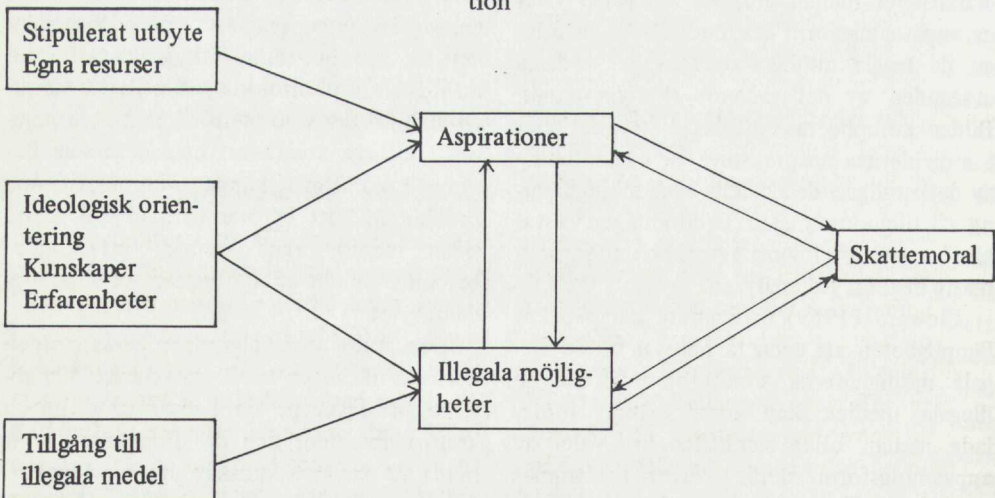 tion
Stipulerat utbyte
Egna resurser
Aspirationer
Ideologisk orien-
tering
Kunskaper
Erfarenheter
Skattemoral
Illegala möjlig-
heter
Tillgång till
illegala medel